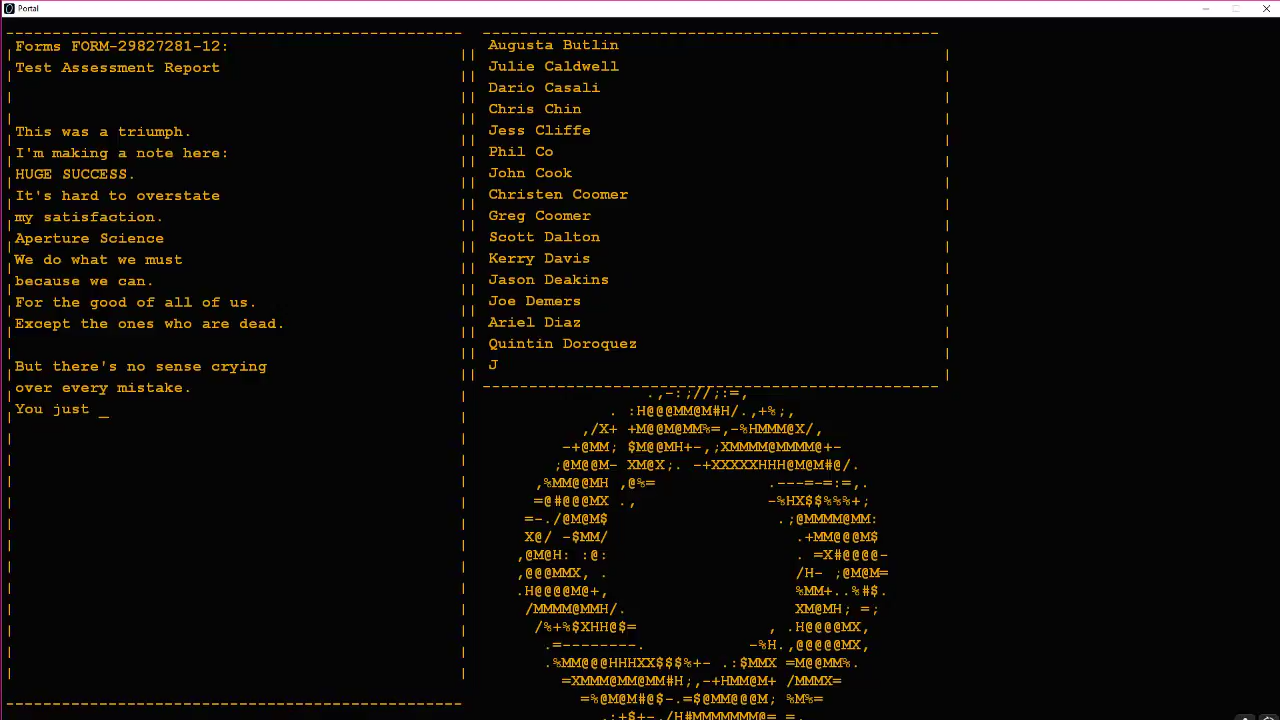 Portal
Forms FORM-29827281-12:
Test Assessment Report
This was a triumph.
I'm making a note here:
HUGE SUCCESS.
It's hard to overstate
my satisfaction.
Aperture Science
We do what we must
because we can.
For the good of all of us.
Except the ones who are dead.
But there's no sense crying
over every mistake.
You just _
Augusta Butlin
Julie Caldwell
Dario Casali
Chris Chin
Jess Cliffe
Phil Co
John Cook
Christen Coomer
Greg Coomer
Scott Dalton
Kerry Davis
Jason Deakins
Joe Demers
Ariel Diaz
Quintin Doroquez
J